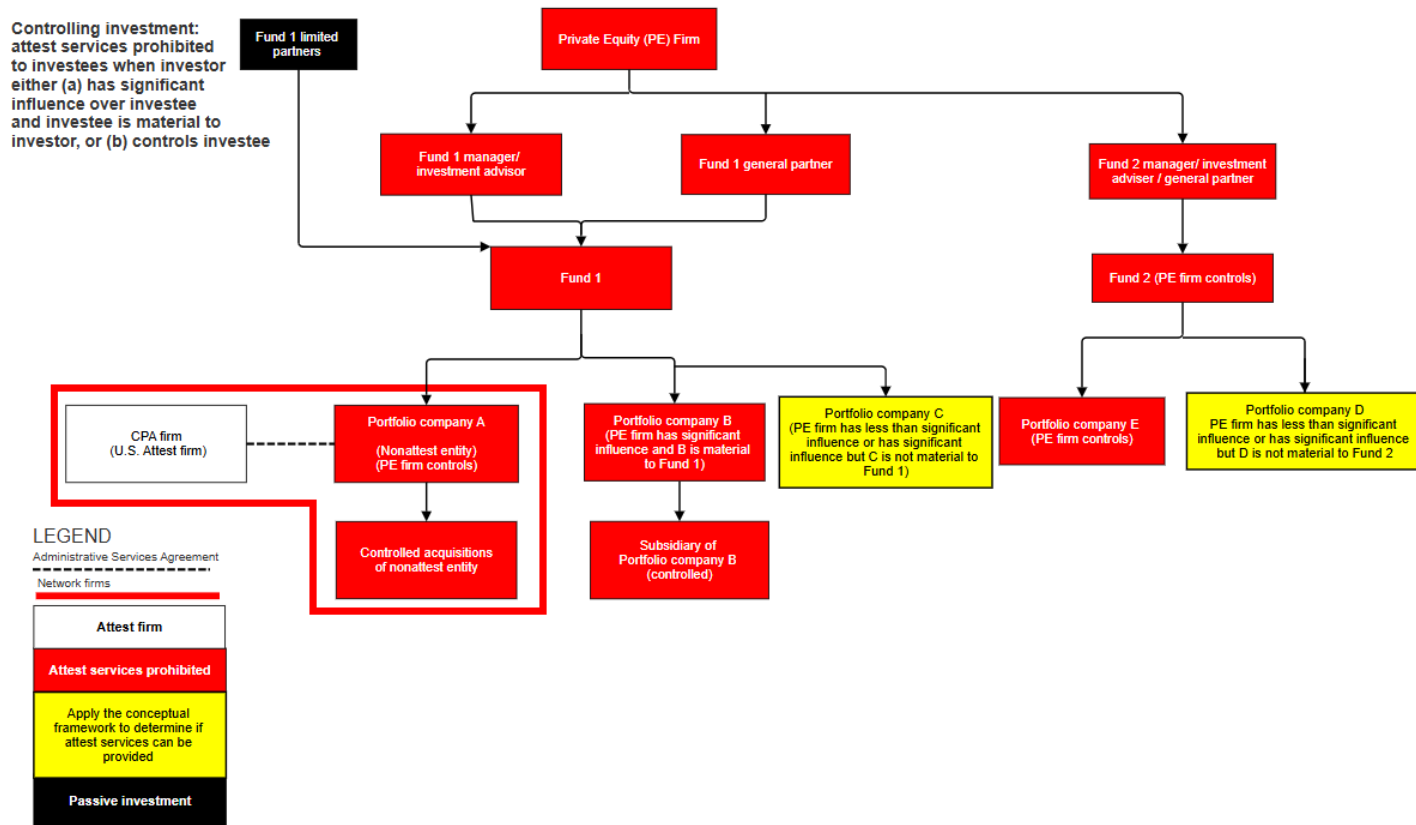 Controlling investment:
attest services prohibited
to investees when investor
either (a) has significant
influence over investee
and investee is material to
investor, or (b) controls investee
Fund 1 limited
partners
Private Equity (PE) Firm
Fund 1 manager/
investment advisor
Fund 1 general partner
Fund 2 manager/ investment
adviser / general partner
Fund 1
Fund 2 (PE firm controls)
CPA firm
(U.S. Attest firm)
Portfolio company A
(Nonattest entity)
(PE firm controls)
Portfolio company B
(PE firm has significant
influence and B is material
to Fund 1)
Portfolio company C
(PE firm has less than significant
influence or has significant
influence but C is not material to
Fund 1)
Portfolio company E
(PE firm controls)
Portfolio company D
PE firm has less than significant
influence or has significant influence
but D is not material to Fund 2
Controlled acquisitions
of nonattest entity
Subsidiary of
Portfolio company B
(controlled)
LEGEND
Administrative Services Agreement
Network firms
Attest firm
Attest services prohibited
Apply the conceptual
framework to determine if
attest services can be
provided
Passive investment